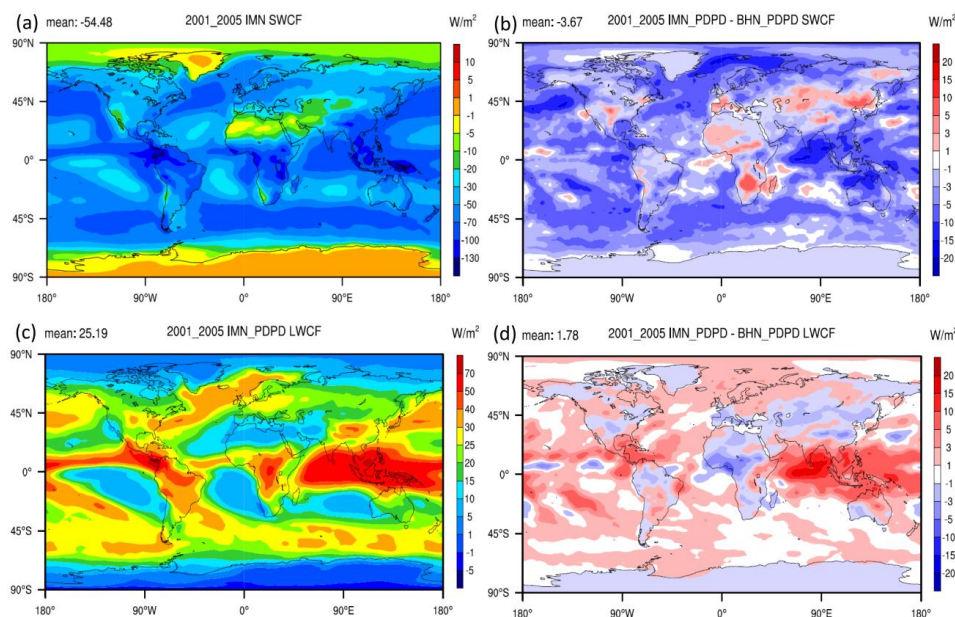 (a) mean: -54.48 2001_2005 IMN SWCF W/m²
90°N
45°N
0°
45°S
90°S
180° 90°W 0° 90°E 180°
10
5
-1
-5
-10
-20
-30
-50
-70
-100
-130
(b) mean: -3.67 2001_2005 IMN_PDPD - BHN_PDPD SWCF W/m²
90°N
45°N
0°
45°S
90°S
180° 90°W 0° 90°E 180°
20
15
10
5
3
1
-1
-3
-5
-10
-15
-20
(c) mean: 25.19 2001_2005 IMN_PDPD LWCF W/m²
90°N
45°N
0°
45°S
90°S
180° 90°W 0° 90°E 180°
70
50
30
25
20
15
10
5
1
-1
-5
(d) mean: 1.78 2001_2005 IMN_PDPD - BHN_PDPD LWCF W/m²
90°N
45°N
0°
45°S
90°S
180° 90°W 0° 90°E 180°
20
15
10
5
3
1
-1
-3
-5
-10
-15
-20